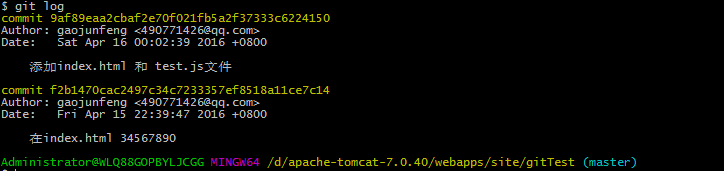 $ git log
commit 9af89eaa2cbaf2e70f021fb5a2f37333c6224150
Author: gaojunfeng <490771426@qq.com>
Date:   Sat Apr 16 00:02:39 2016 +0800
添加index.html 和 test.js文件
commit f2b1470cac2497c34c7233357ef8518a11ce7c14
Author: gaojunfeng <490771426@qq.com>
Date:   Fri Apr 15 22:39:47 2016 +0800
在index.html 34567890
Administrator@WLQ88GOPBYLJCGG MINGW64 /d/apache-tomcat-7.0.40/webapps/site/gitTest (master)